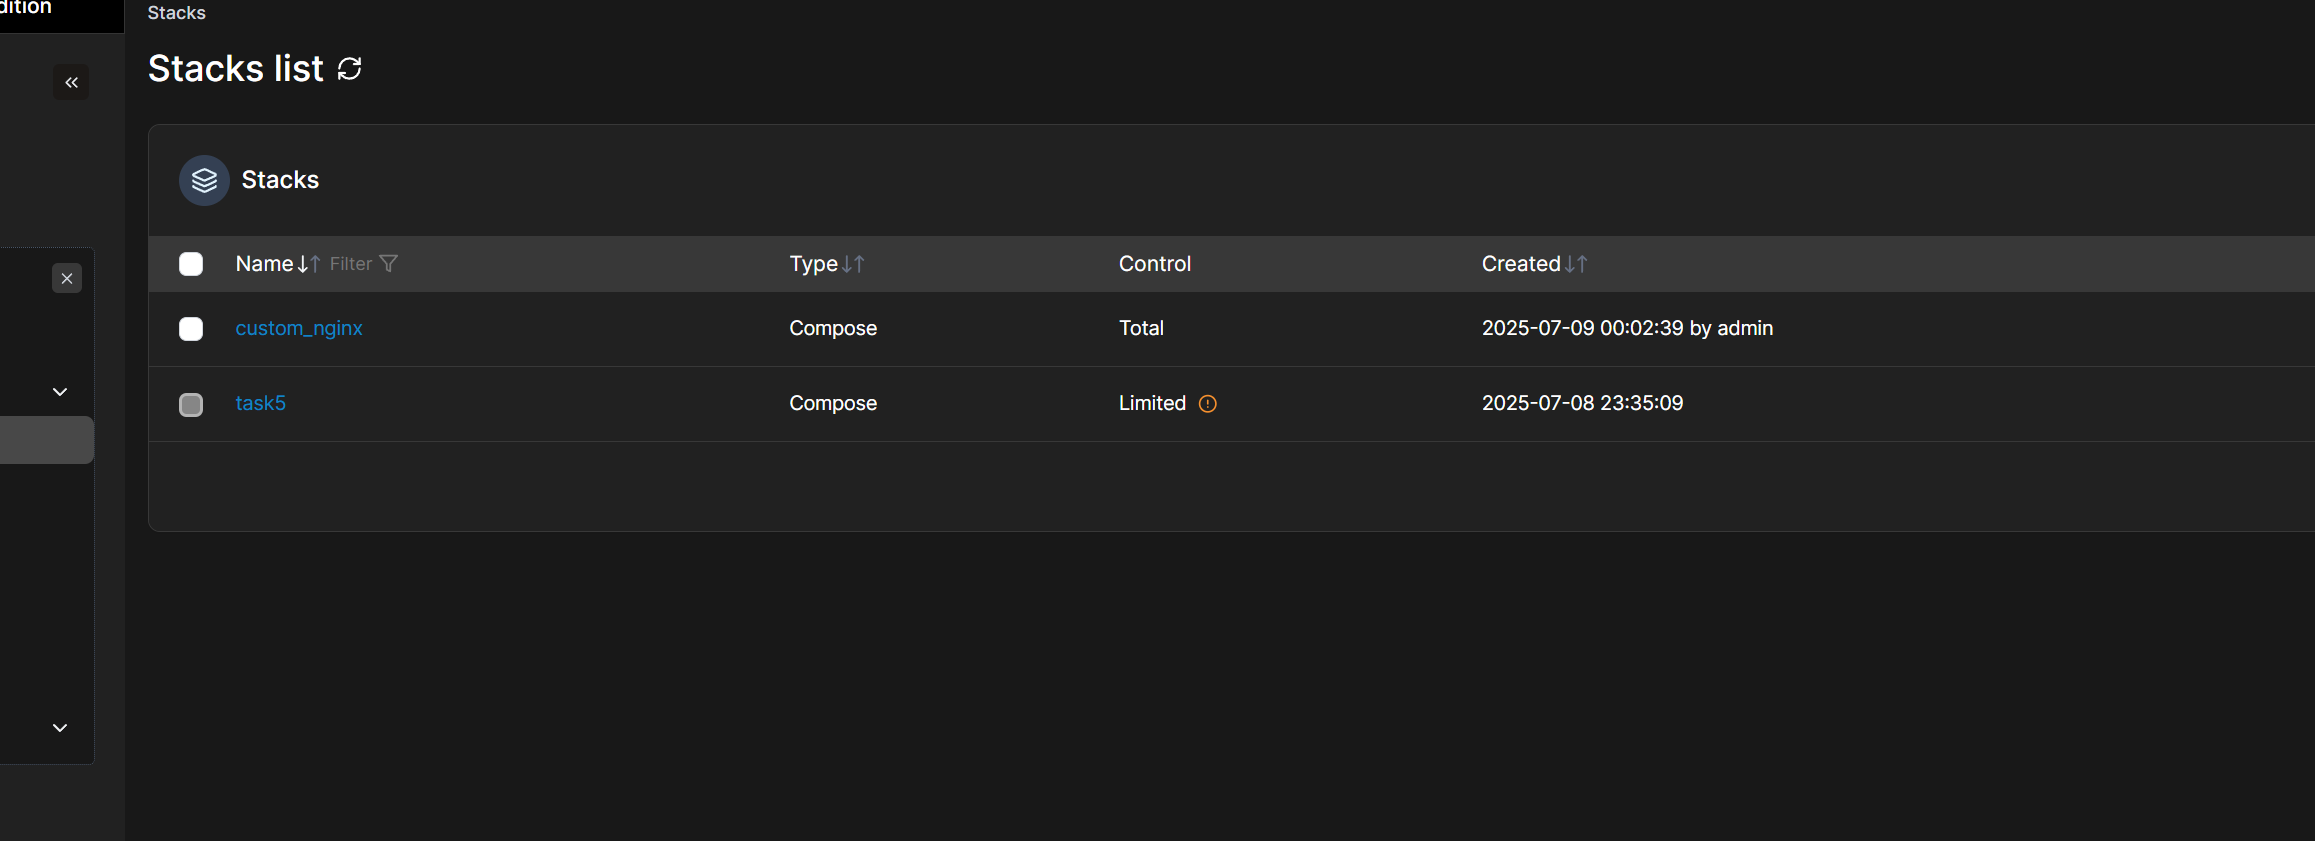 dition
Stacks
Stacks list
Stacks
Name Filter Type Control Created
custom_nginx Compose Total 2025-07-09 00:02:39 by admin
task5 Compose Limited 2025-07-08 23:35:09